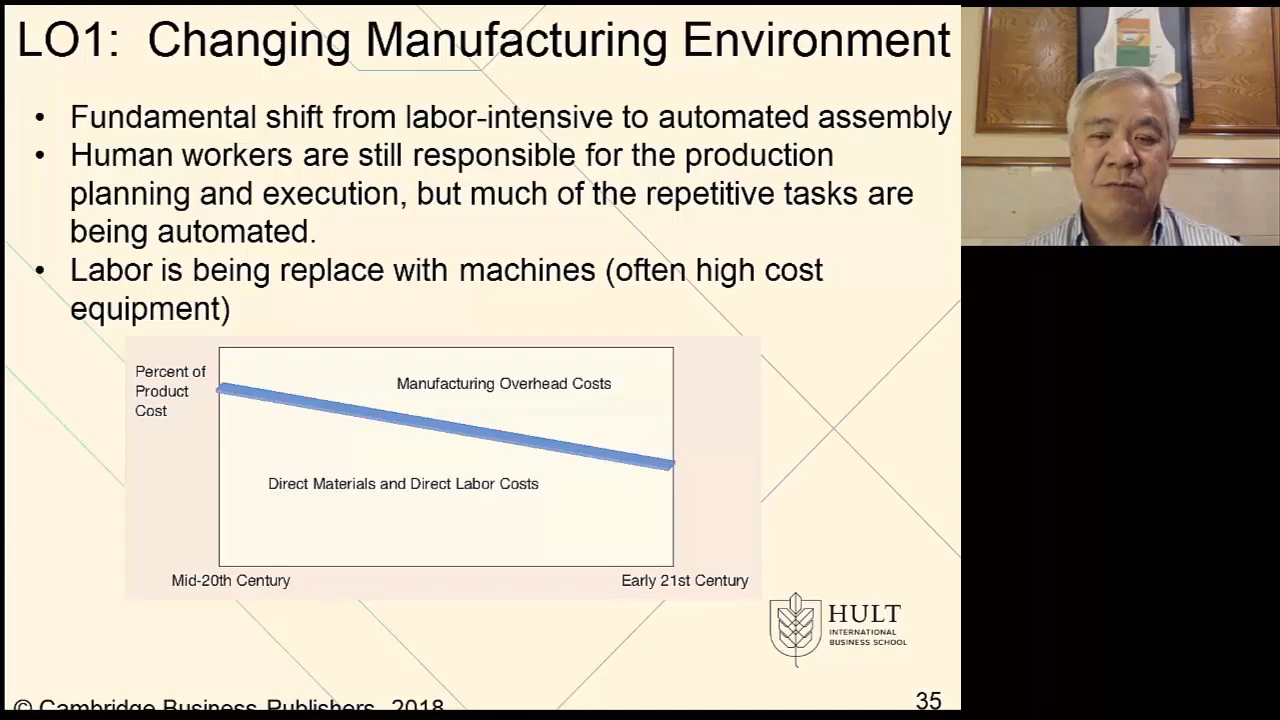 LO1: Changing Manufacturing Environment
• Fundamental shift from labor-intensive to automated assembly
• Human workers are still responsible for the production
planning and execution, but much of the repetitive tasks are
being automated.
• Labor is being replace with machines (often high cost
equipment)
Percent of
Product
Cost
Manufacturing Overhead Costs
Direct Materials and Direct Labor Costs
Mid-20th Century
Early 21st Century
HULT
INTERNATIONAL
BUSINESS SCHOOL
© Cambridge Business Publishers, 2018
35